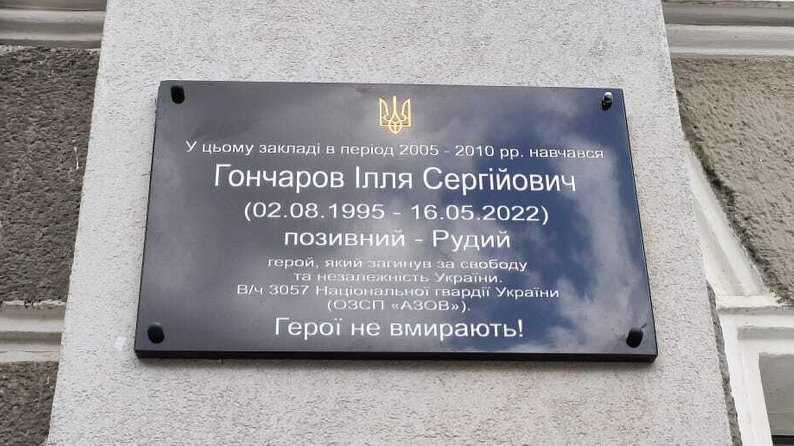 У цьому закладі в період 2005 - 2010 рр. навчався
Гончаров Ілля Сергійович
(02.08.1995 - 16.05.2022)
позивний - Рудий
герой, який загинув за свободу
та незалежність України.
В/ч 3057 Національної гвардії України
(ОЗСП «АЗОВ»).
Герої не вмирають!